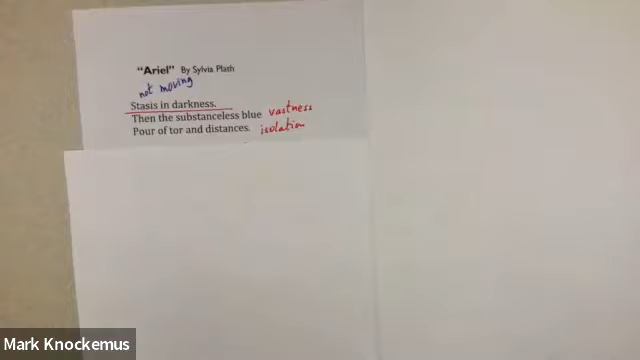 "Ariel" By Sylvia Plath
not moving
Stasis in darkness.
Then the substanceless blue vastness
Pour of tor and distances. isolation
Mark Knockemus